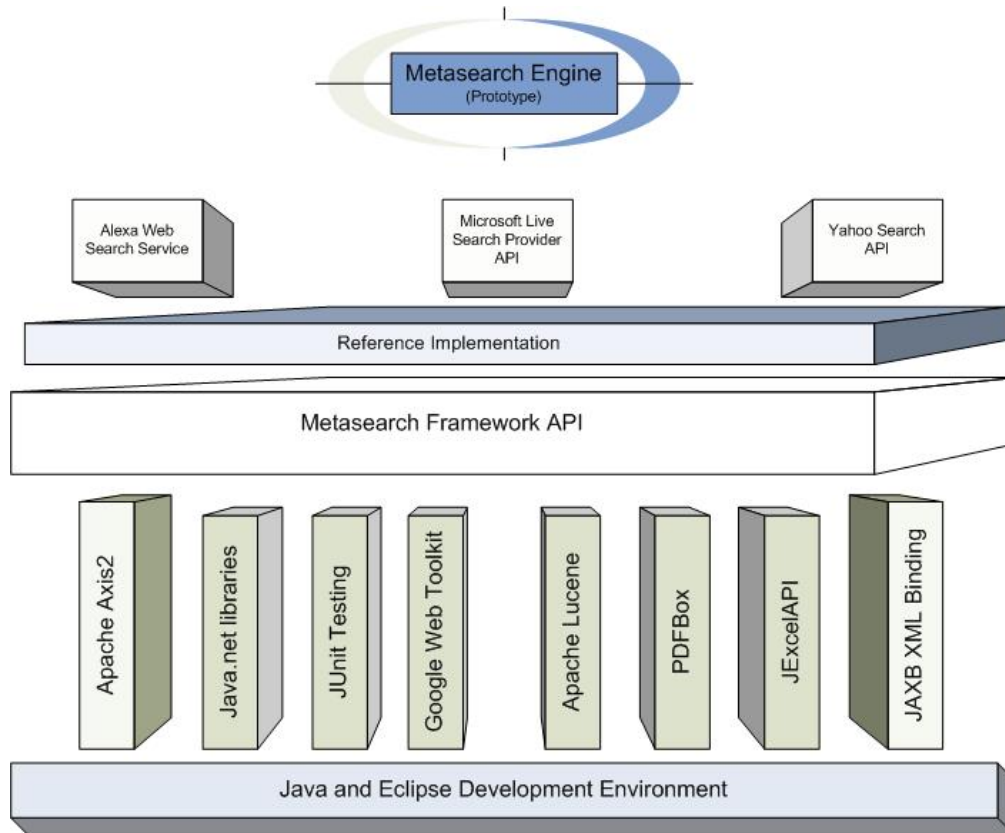 Metasearch Engine
(Prototype)
Alexa Web
Search Service
Microsoft Live
Search Provider
API
Yahoo Search
API
Reference Implementation
Metasearch Framework API
Apache Axis2
Java.net libraries
JUnit Testing
Google Web Toolkit
Apache Lucene
PDFBox
JExcelAPI
JAXB XML Binding
Java and Eclipse Development Environment